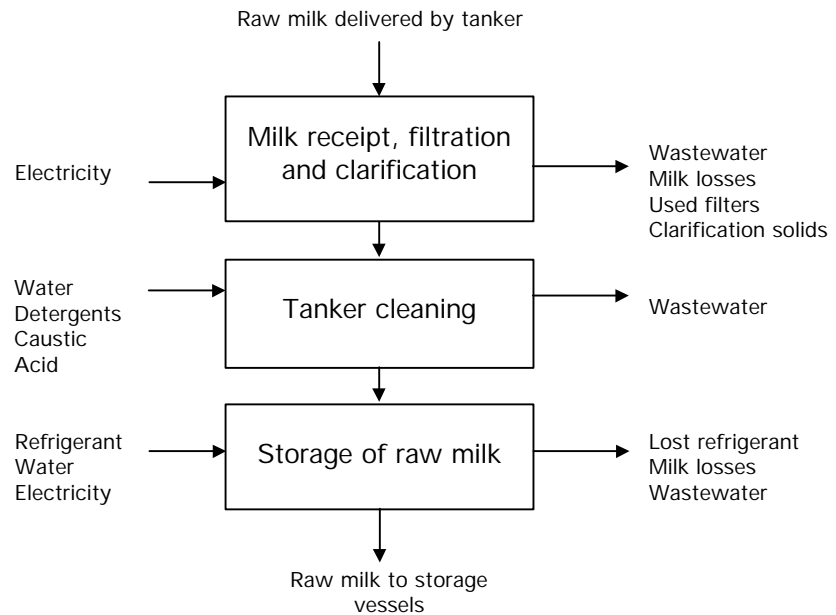 Raw milk delivered by tanker
Milk receipt, filtration
and clarification
Electricity
Wastewater
Milk losses
Used filters
Clarification solids
Water
Detergents
Caustic
Acid
Tanker cleaning
Wastewater
Refrigerant
Water
Electricity
Storage of raw milk
Lost refrigerant
Milk losses
Wastewater
Raw milk to storage
vessels